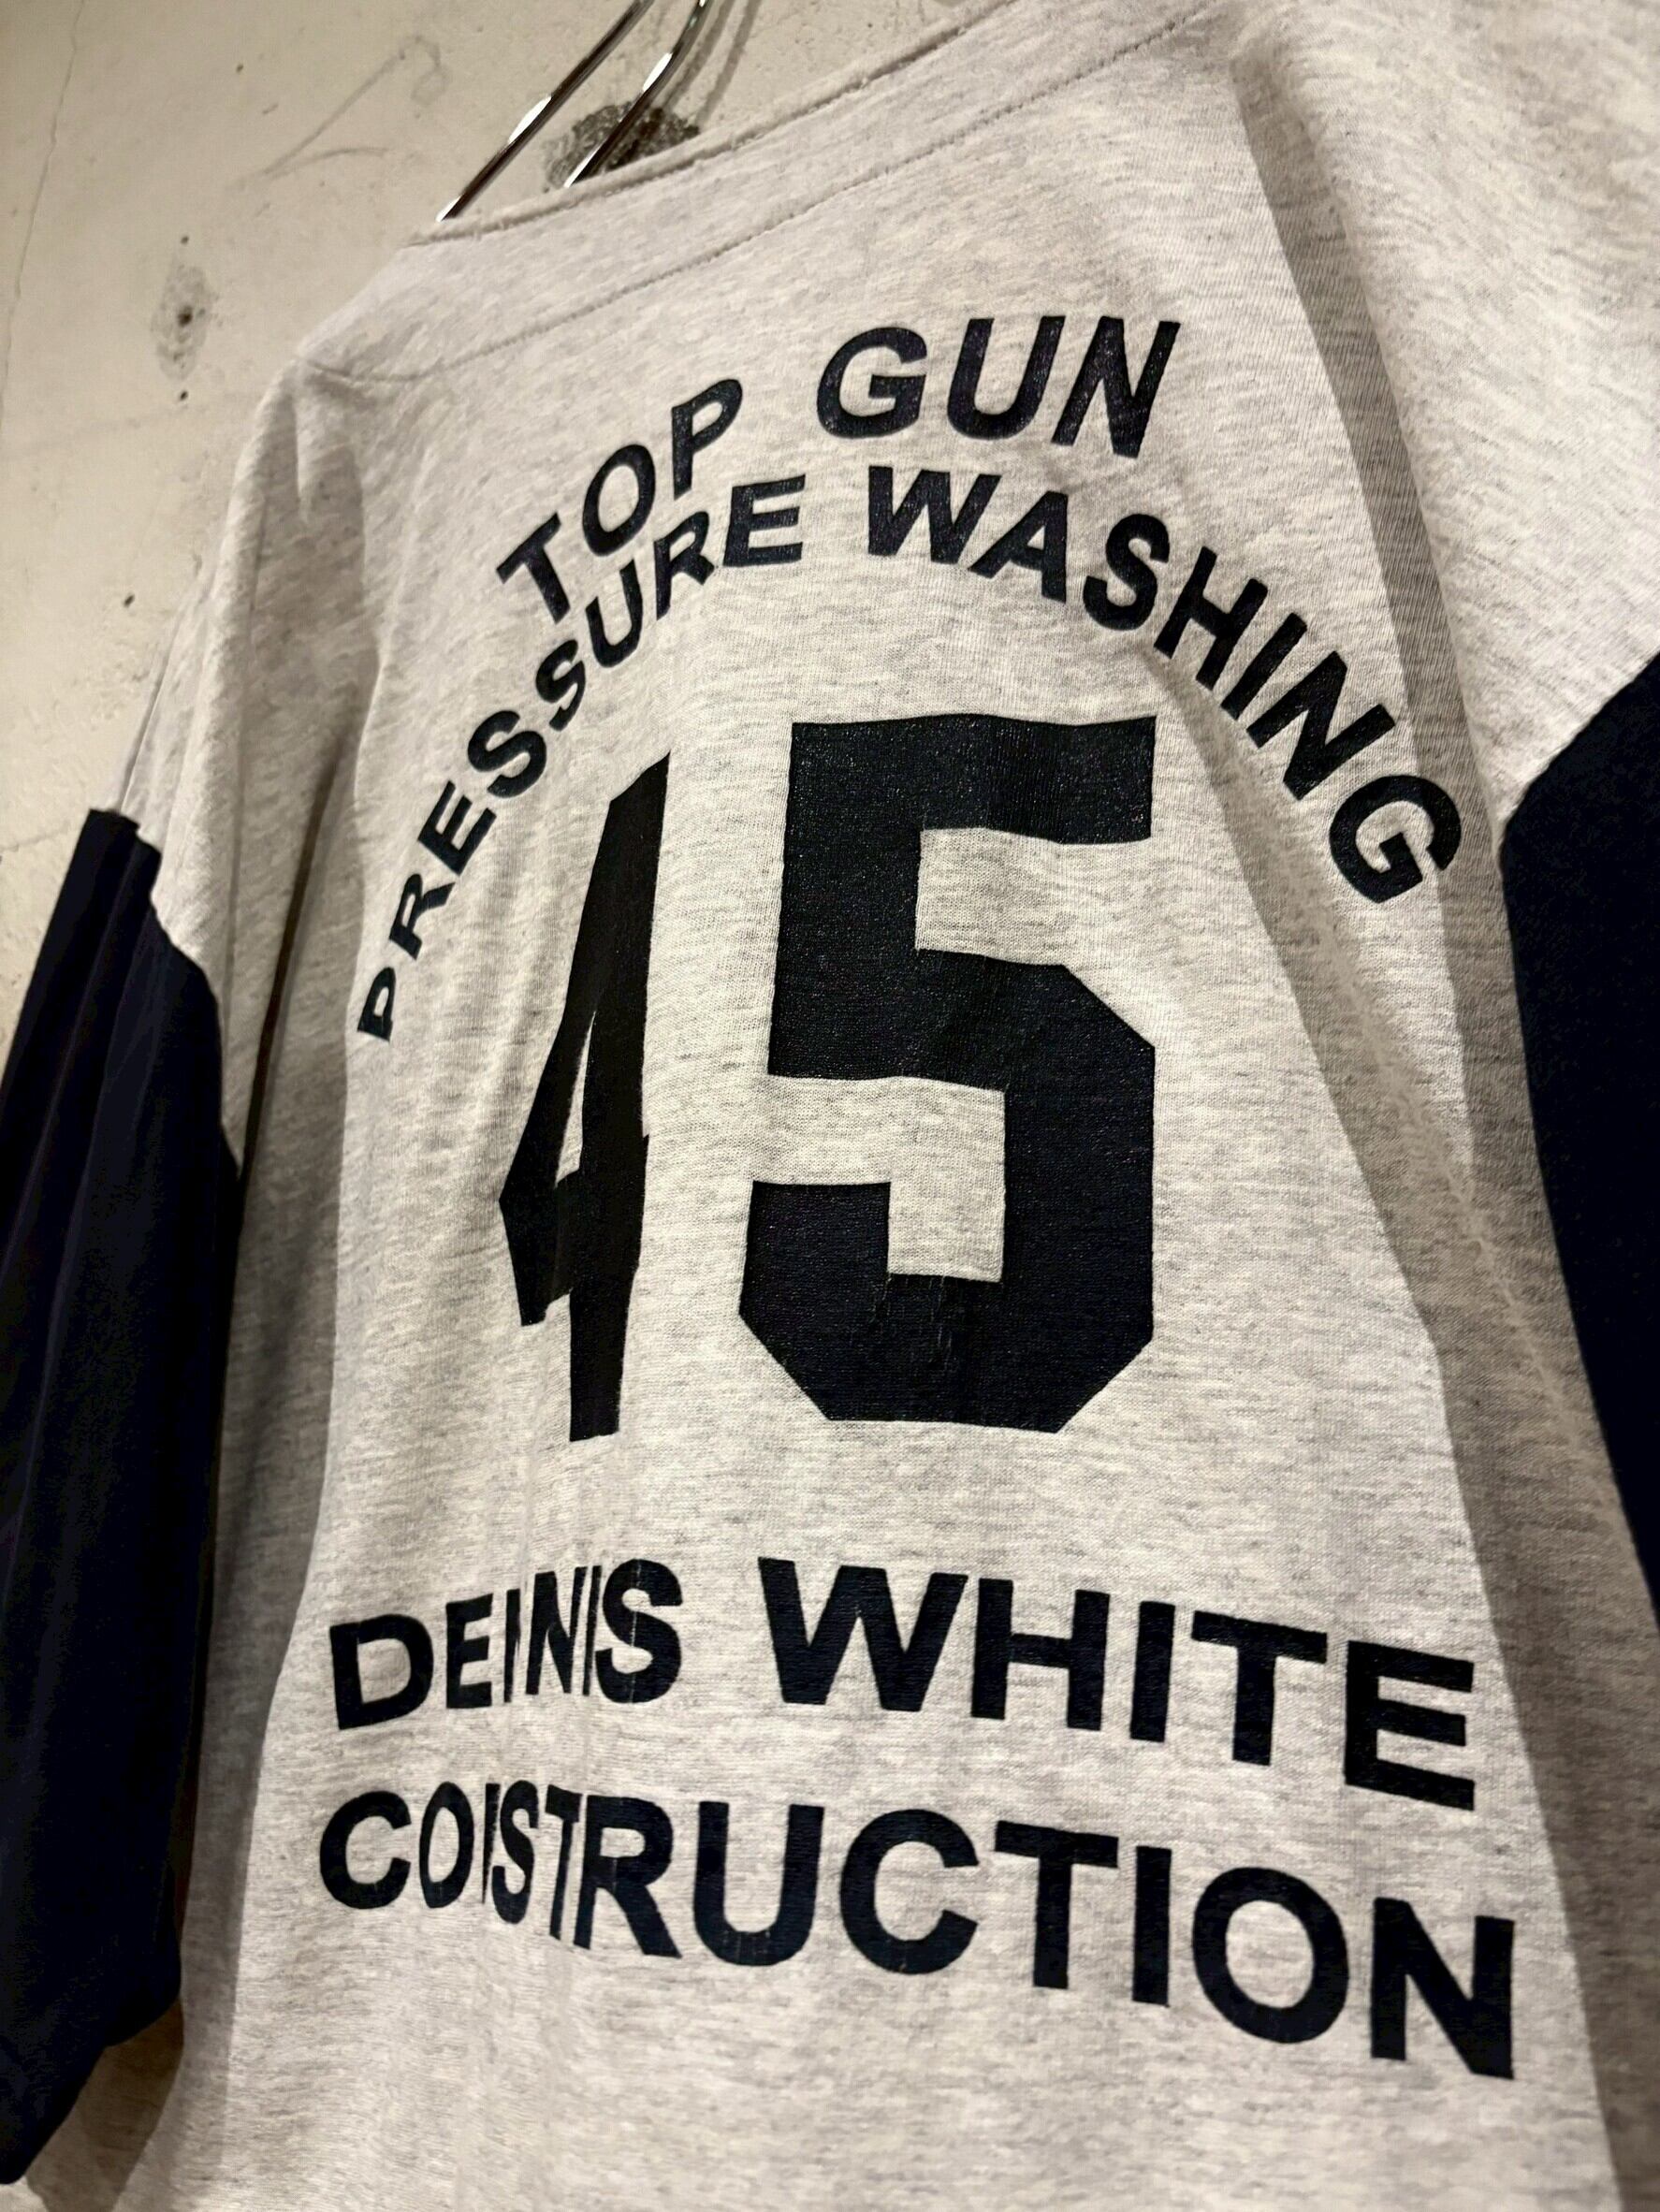 TOP GUN
PRESSURE WASHING
45
DENNIS WHITE
CONSTRUCTION